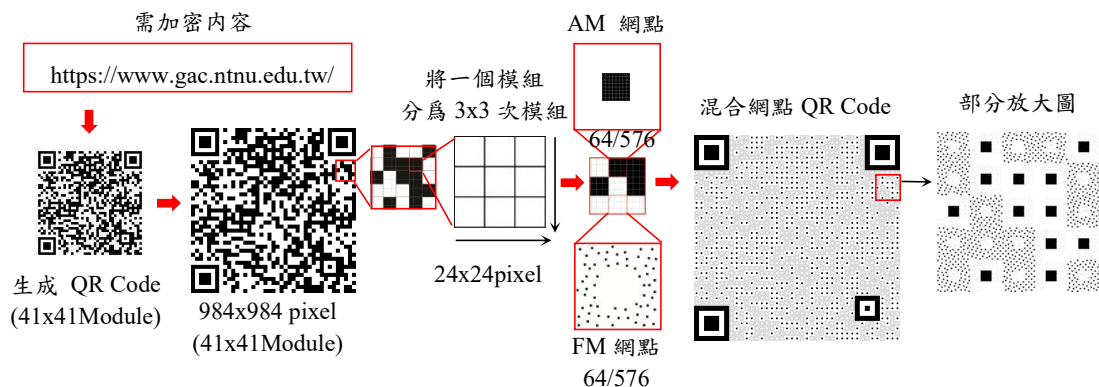 需加密内容
https://www.gac.ntnu.edu.tw/
生成 QR Code
(41x41Module)
984x984 pixel
(41x41Module)
將一個模組
分為 3x3 次模組
24x24pixel
AM 網點
64/576
FM 網點
64/576
混合網點 QR Code
部分放大圖